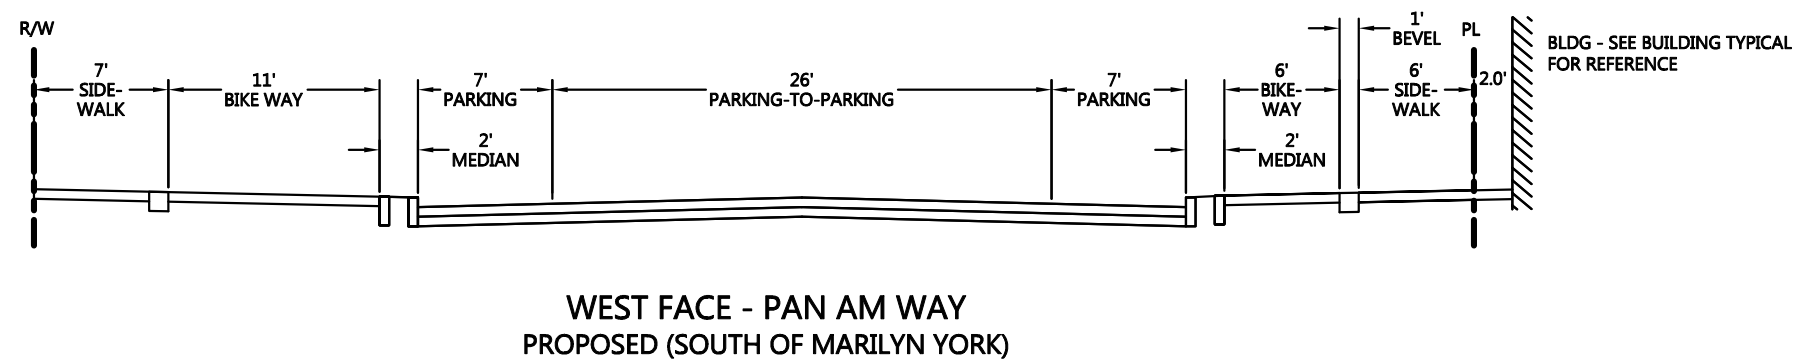 R/W
7'
SIDE-
WALK
11'
BIKE WAY
7'
PARKING
2'
MEDIAN
26'
PARKING-TO-PARKING
7'
PARKING
2'
MEDIAN
6'
BIKE-
WAY
1'
BEVEL
6'
SIDE-
WALK
PL
2.0'
BLDG - SEE BUILDING TYPICAL
FOR REFERENCE
WEST FACE - PAN AM WAY
PROPOSED (SOUTH OF MARILYN YORK)